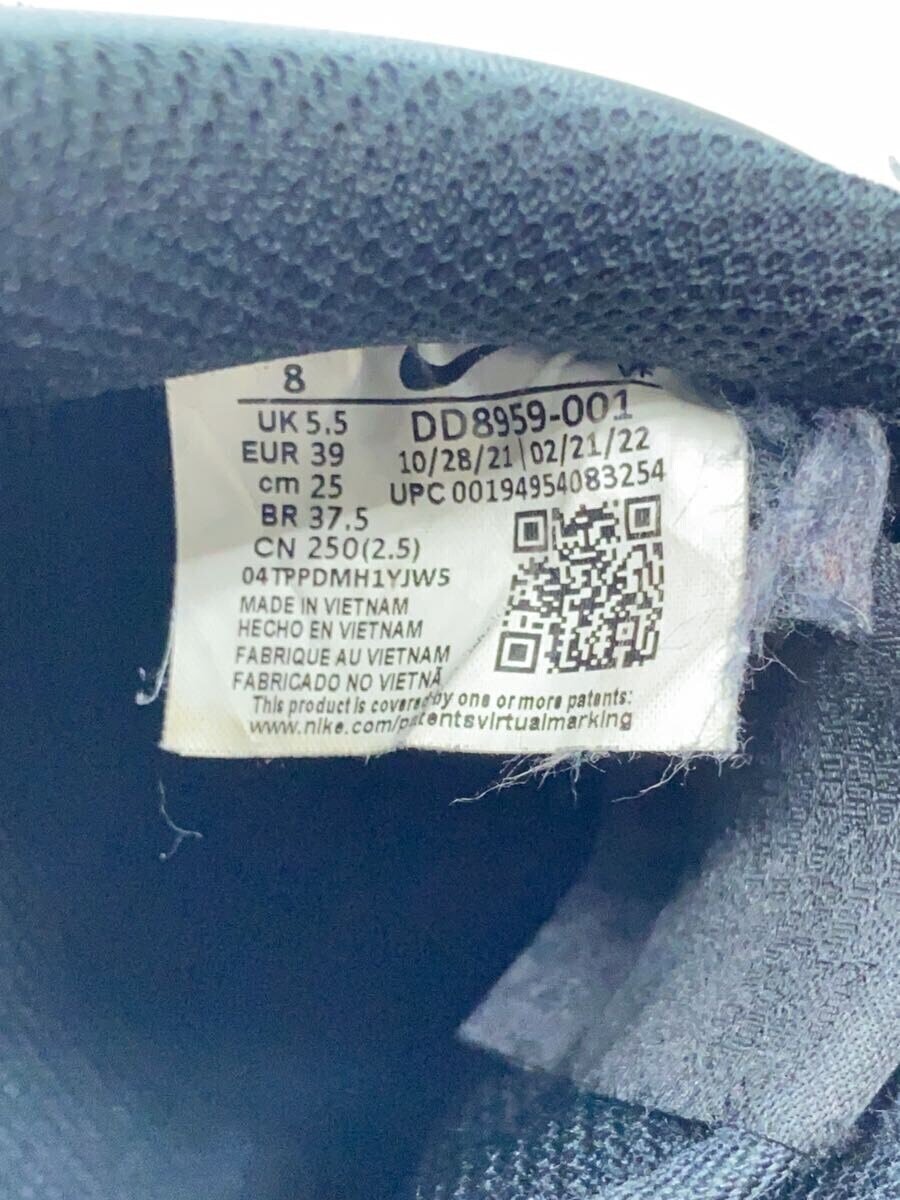 8
UK 5.5
EUR 39
cm 25
BR 37.5
CN 250(2.5)
04TPPDMH1YJW5
MADE IN VIETNAM
HECHO EN VIETNAM
FABRIQUE AU VIETNAM
FABRICADO NO VIETNÃ
DD8959-001
10/28/21 | 02/21/22
UPC 00194954083254
This product is covered by one or more patents:
www.nike.com/patentsvirtualmarking